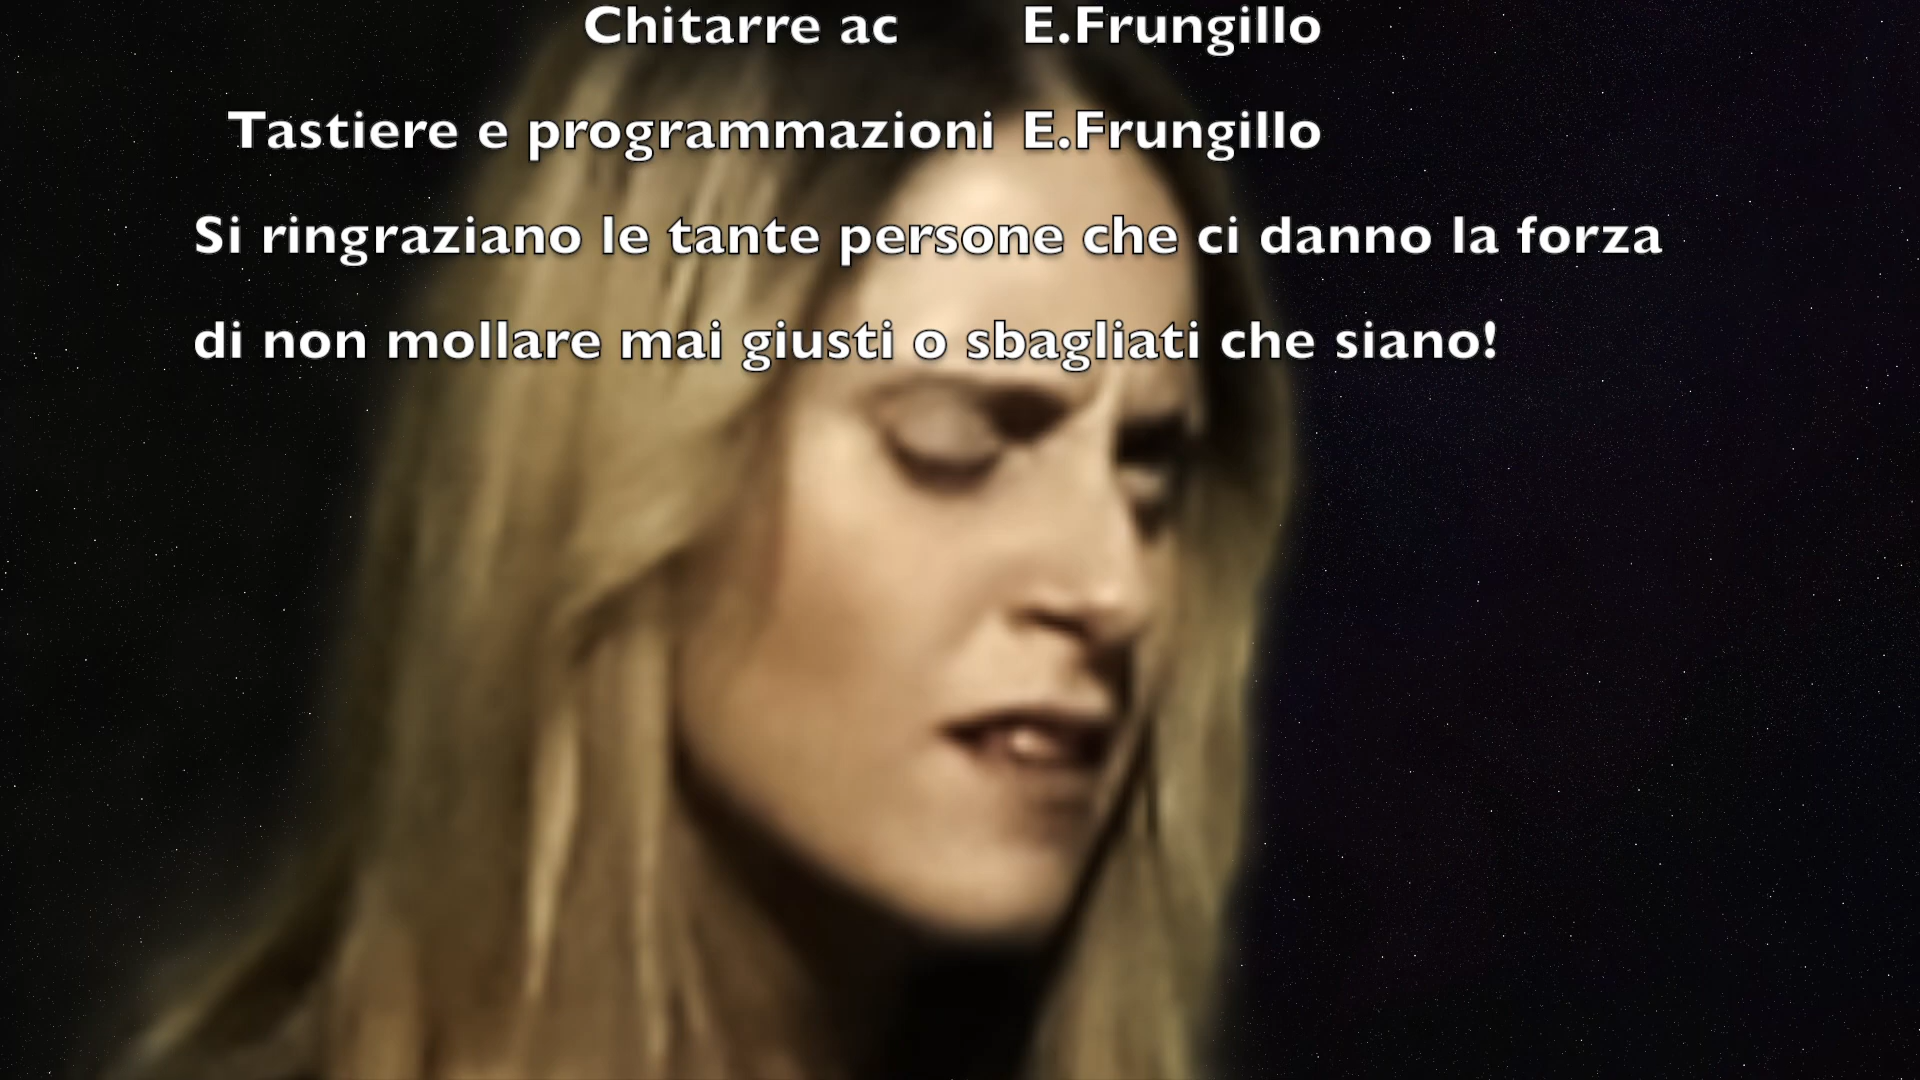 Chitarre ac E.Frungillo
Tastiere e programmazioni E.Frungillo
Si ringraziano le tante persone che ci danno la forza
di non mollare mai giusti o sbagliati che siano!